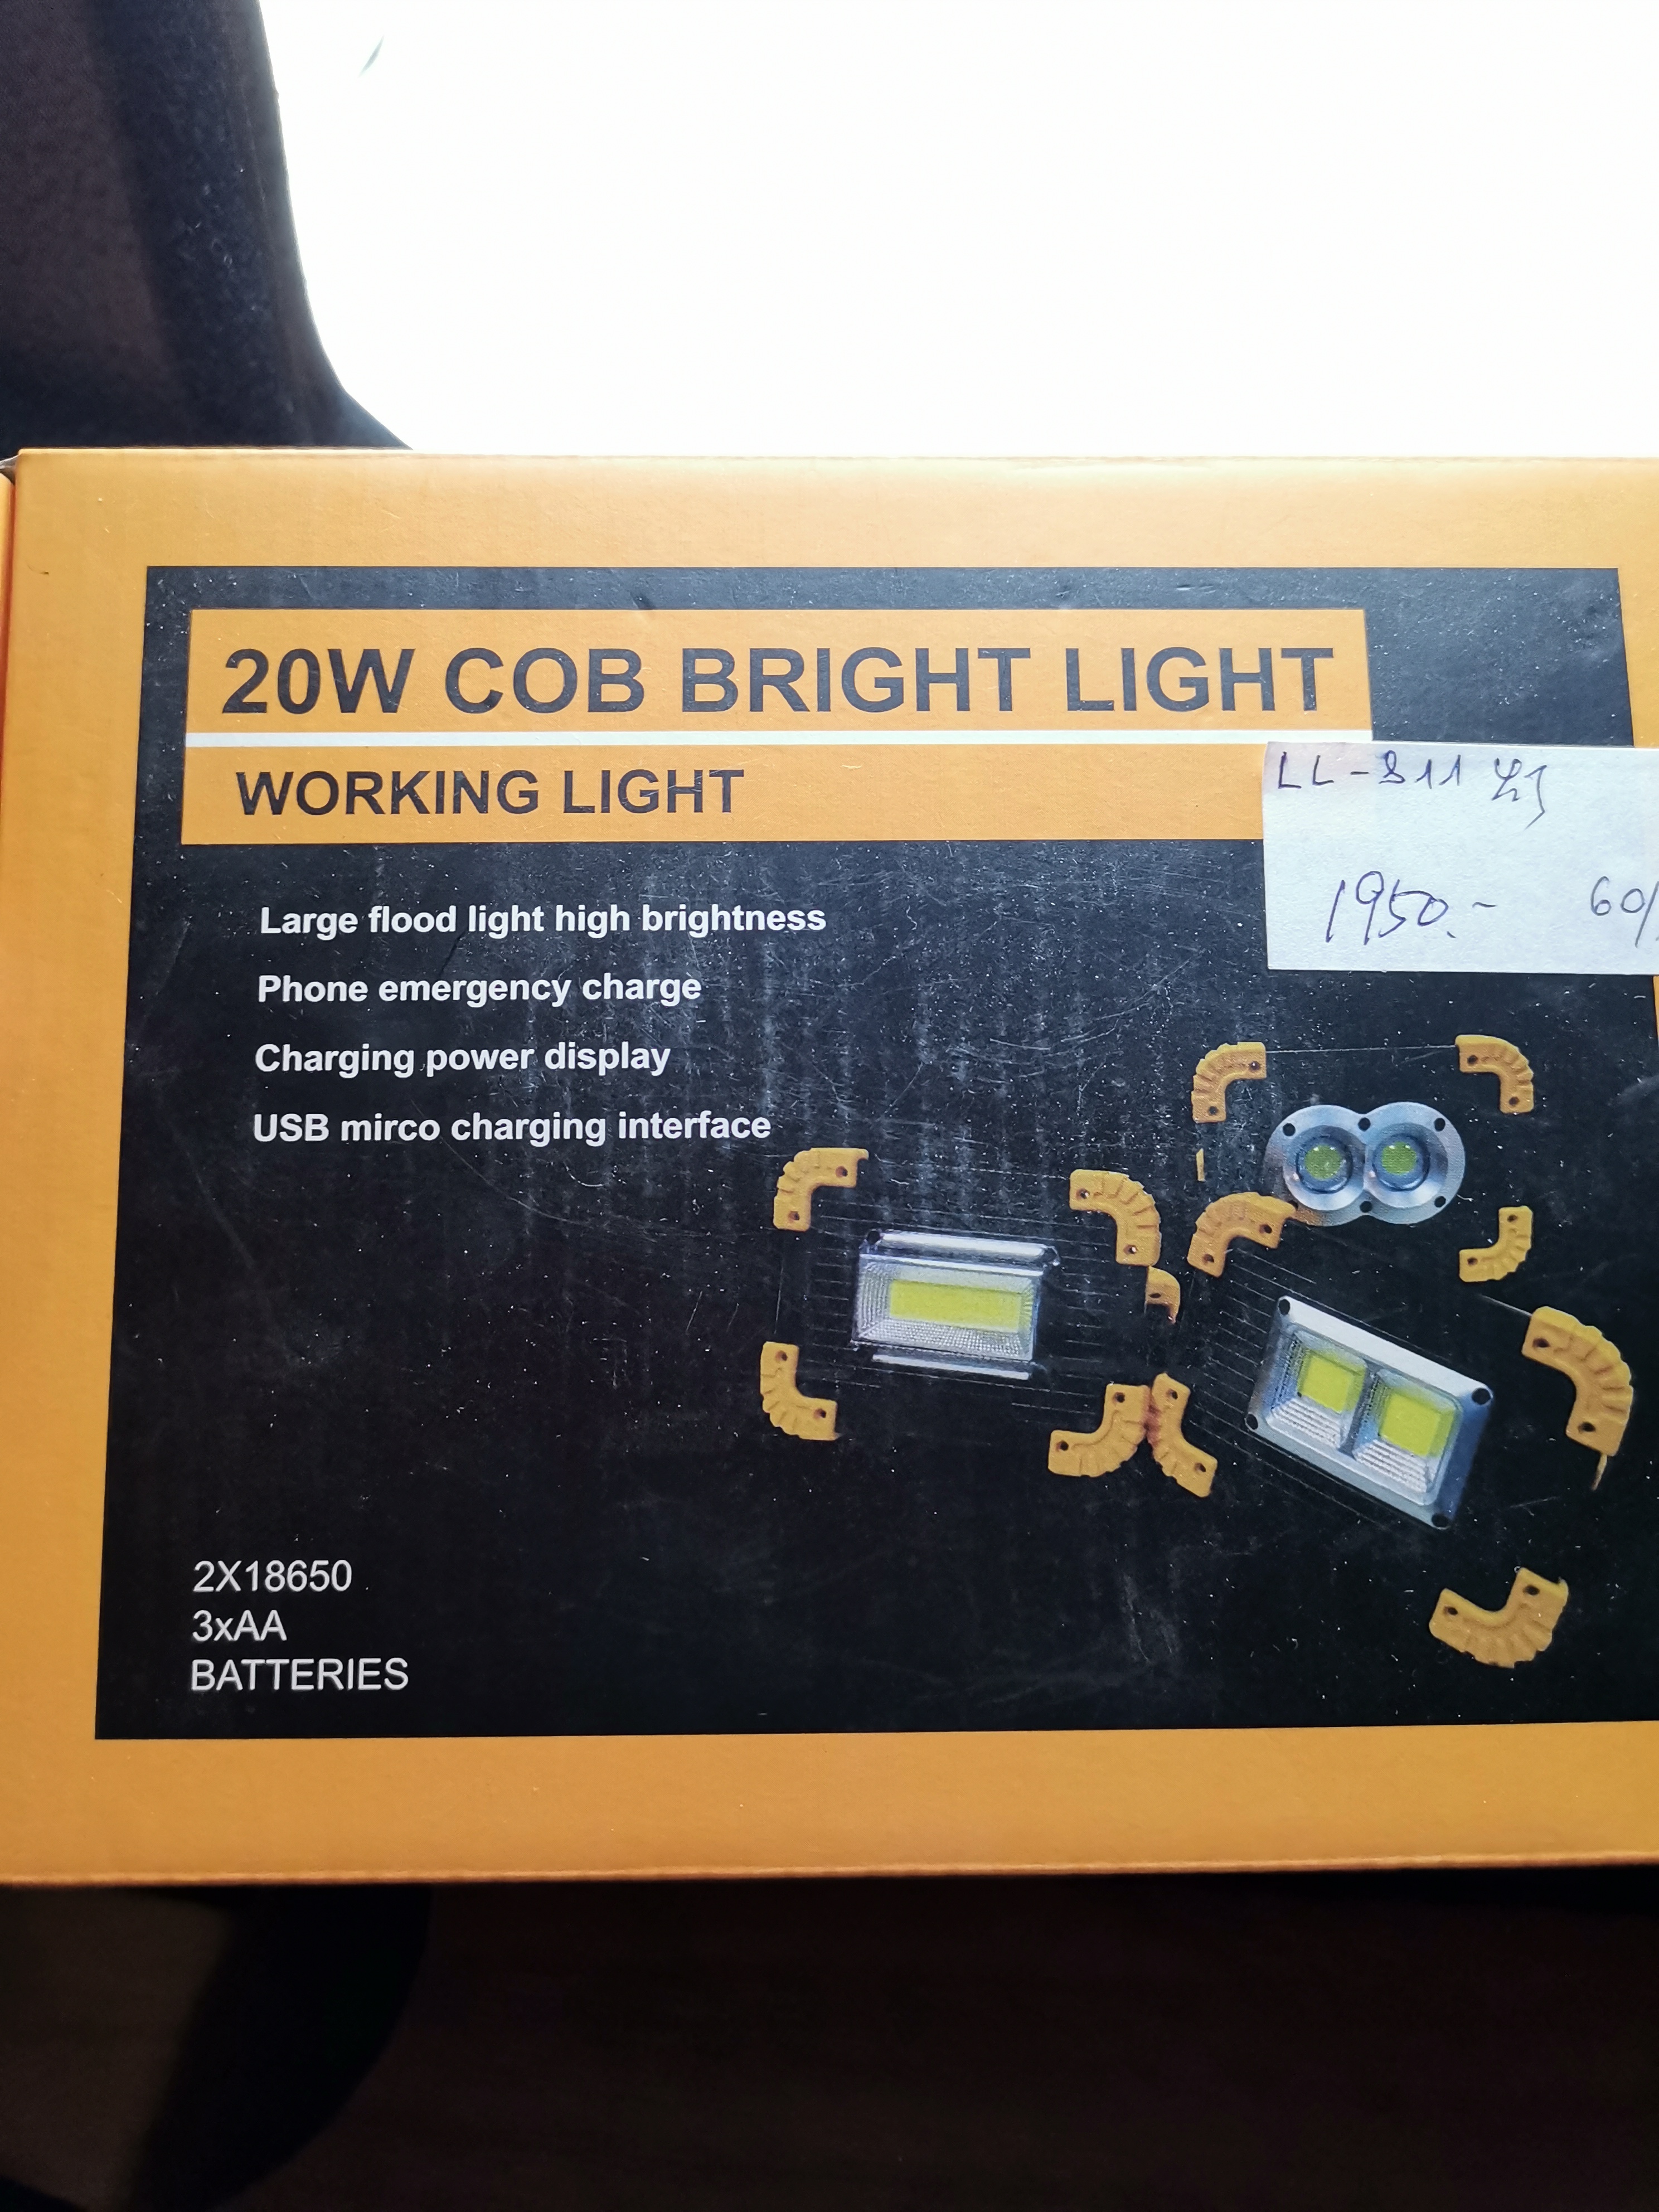 20W COB BRIGHT LIGHT
WORKING LIGHT
LL-811
1950.- 60/
Large flood light high brightness
Phone emergency charge
Charging power display
USB mirco charging interface
2X18650
3xAA
BATTERIES